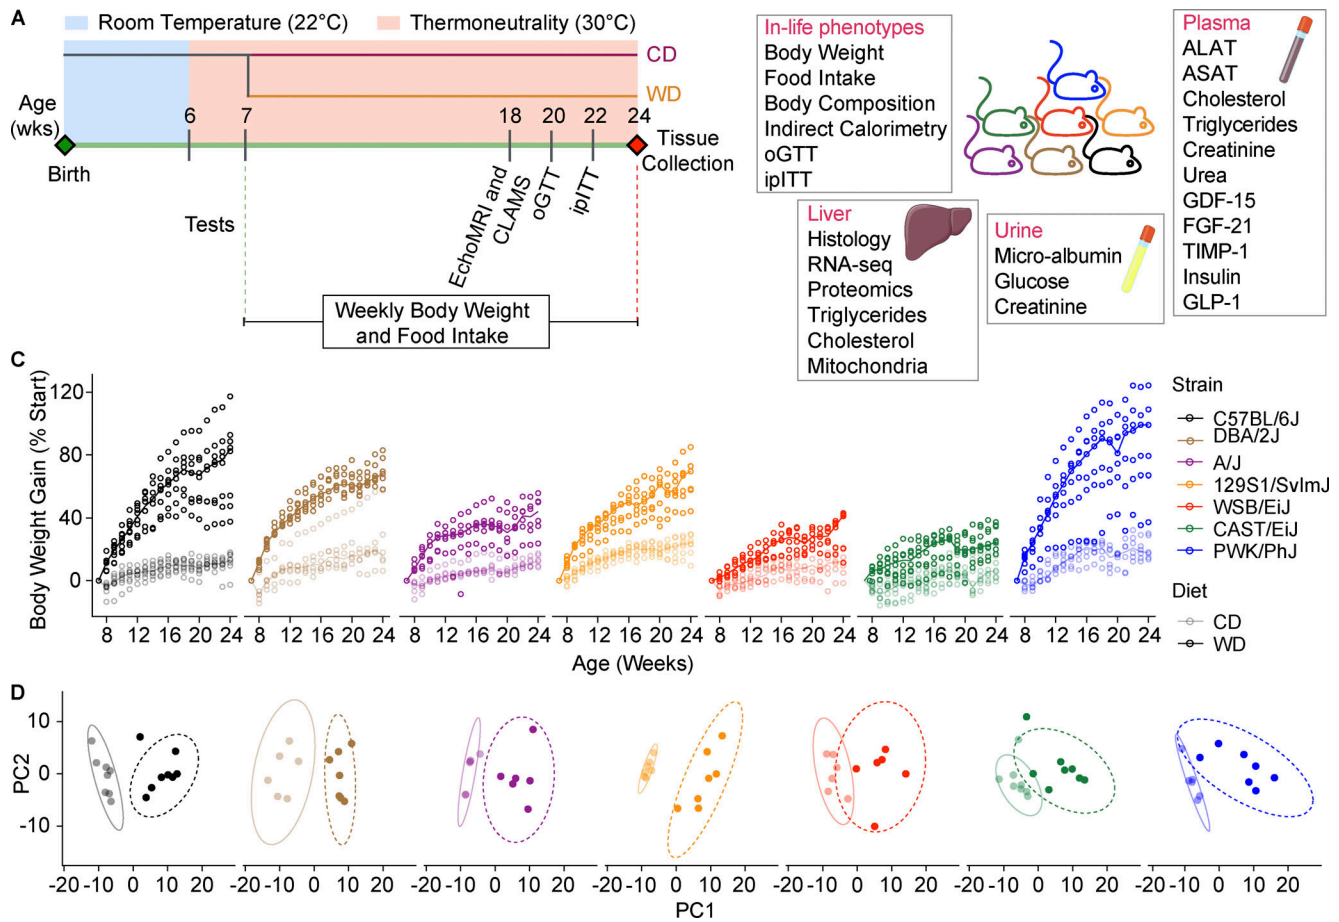 A
Room Temperature (22°C)
Thermoneutrality (30°C)
CD
WD
Age
(wks)
6
7
18
20
22
24
Birth
Tissue
Collection
Tests
EchoMRI and
CLAMS
oGTT
ipITT
Weekly Body Weight
and Food Intake
In-life phenotypes
Body Weight
Food Intake
Body Composition
Indirect Calorimetry
oGTT
ipITT
Liver
Histology
RNA-seq
Proteomics
Triglycerides
Cholesterol
Mitochondria
Urine
Micro-albumin
Glucose
Creatinine
Plasma
ALAT
ASAT
Cholesterol
Triglycerides
Creatinine
Urea
GDF-15
FGF-21
TIMP-1
Insulin
GLP-1
C
Body Weight Gain (% Start)
120
80
40
0
8 12 16 20 24
8 12 16 20 24
8 12 16 20 24
8 12 16 20 24
8 12 16 20 24
8 12 16 20 24
8 12 16 20 24
Age (Weeks)
Strain
C57BL/6J
DBA/2J
A/J
129S1/SvImJ
WSB/EiJ
CAST/EiJ
PWK/PhJ
Diet
CD
WD
D
PC2
10
0
-10
-20 -10 0 10 20
-20 -10 0 10 20
-20 -10 0 10 20
-20 -10 0 10 20
-20 -10 0 10 20
-20 -10 0 10 20
-20 -10 0 10 20
PC1